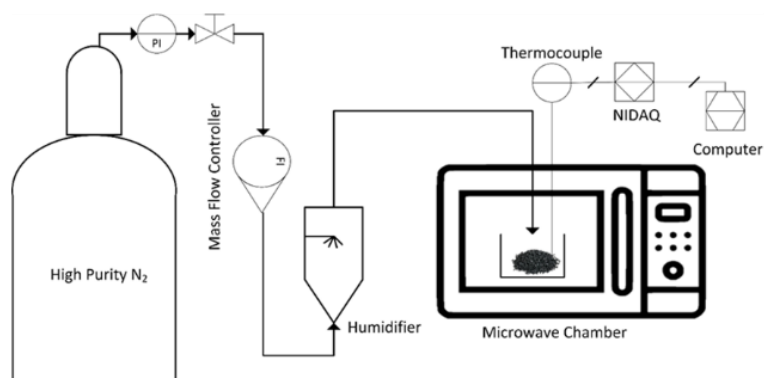 PI
Thermocouple
NIDAQ
Computer
Mass Flow Controller
FI
High Purity N₂
Humidifier
Microwave Chamber